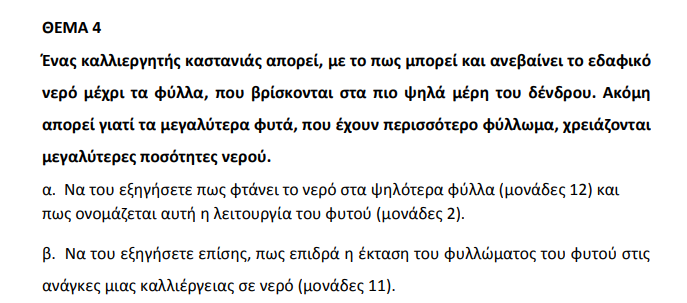 ΘΕΜΑ 4
Ένας καλλιεργητής καστανιάς απορεί, με το πως μπορεί και ανεβαίνει το εδαφικό
νερό μέχρι τα φύλλα, που βρίσκονται στα πιο ψηλά μέρη του δένδρου. Ακόμη
απορεί γιατί τα μεγαλύτερα φυτά, που έχουν περισσότερο φύλλωμα, χρειάζονται
μεγαλύτερες ποσότητες νερού.
α. Να του εξηγήσετε πως φτάνει το νερό στα ψηλότερα φύλλα (μονάδες 12) και
πως ονομάζεται αυτή η λειτουργία του φυτού (μονάδες 2).
β. Να του εξηγήσετε επίσης, πως επιδρά η έκταση του φυλλώματος του φυτού στις
ανάγκες μιας καλλιέργειας σε νερό (μονάδες 11).